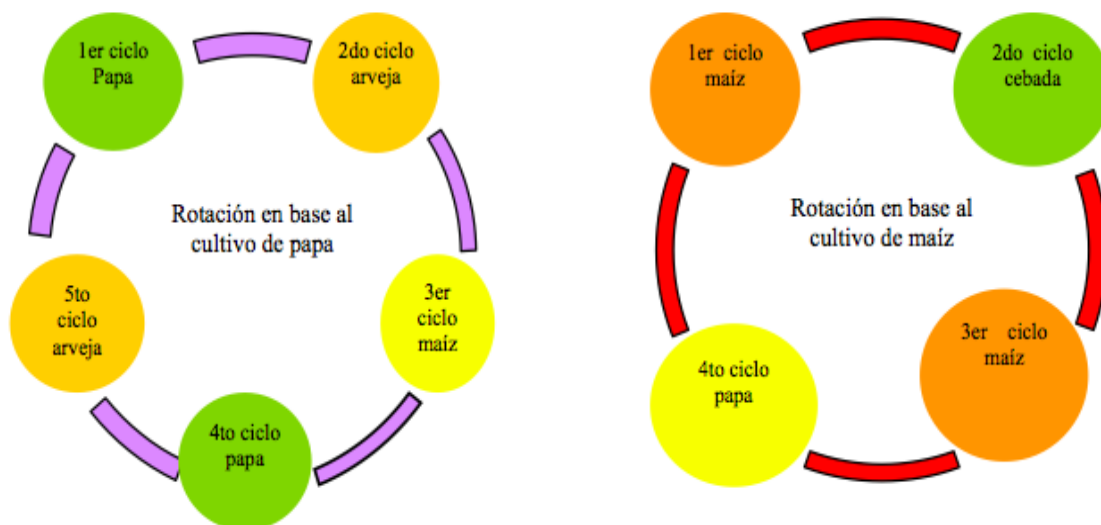 1er ciclo
Papa
2do ciclo
arveja
3er
ciclo
maíz
4to ciclo
papa
5to
ciclo
arveja
Rotación en base al
cultivo de papa
1er ciclo
maíz
2do ciclo
cebada
3er ciclo
maíz
4to ciclo
papa
Rotación en base al
cultivo de maíz